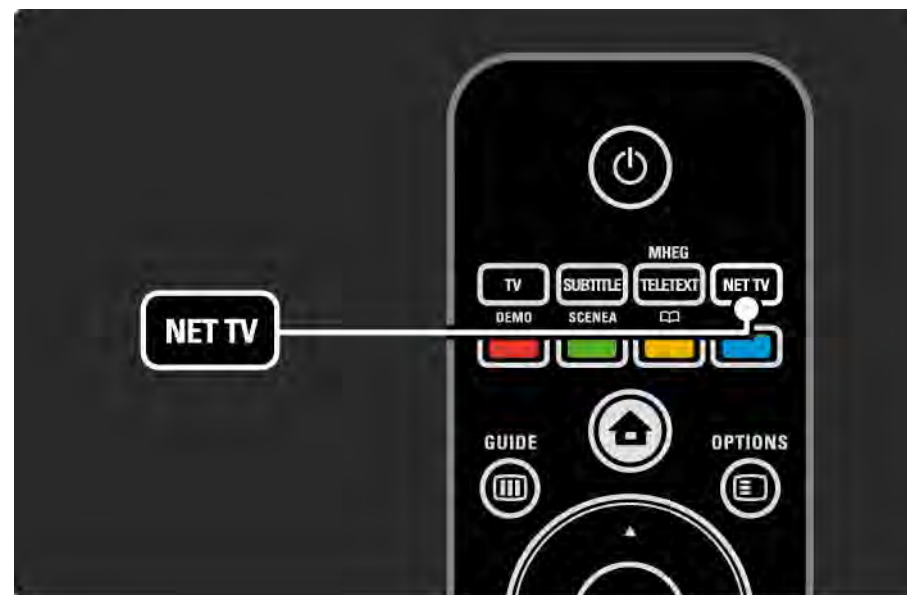 MHEG
TV SUBTITLE TELETEXT NET TV
DEMO SCENEA
NET TV
GUIDE OPTIONS